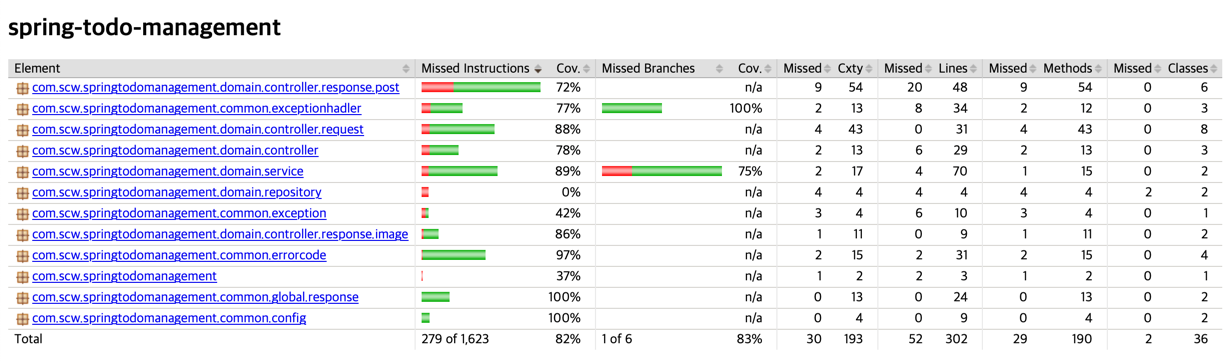 spring-todo-management
Element Missed Instructions Cov. Missed Branches Cov. Missed Cxty Missed Lines Missed Methods Missed Classes
com.scw.springtodomanagement.domain.controller.response.post 72% n/a 9 54 20 48 9 54 0 6
com.scw.springtodomanagement.common.exceptionhadler 77% 100% 2 13 8 34 2 12 0 3
com.scw.springtodomanagement.domain.controller.request 88% n/a 4 43 0 31 4 43 0 8
com.scw.springtodomanagement.domain.controller 78% n/a 2 13 6 29 2 13 0 3
com.scw.springtodomanagement.domain.service 89% 75% 2 17 4 70 1 15 0 2
com.scw.springtodomanagement.domain.repository 0% n/a 4 4 4 4 4 4 2 2
com.scw.springtodomanagement.common.exception 42% n/a 3 4 6 10 3 4 0 1
com.scw.springtodomanagement.domain.controller.response.image 86% n/a 1 11 0 9 1 11 0 2
com.scw.springtodomanagement.common.errorcode 97% n/a 2 15 2 31 2 15 0 4
com.scw.springtodomanagement 37% n/a 1 2 2 3 1 2 0 1
com.scw.springtodomanagement.common.global.response 100% n/a 0 13 0 24 0 13 0 2
com.scw.springtodomanagement.common.config 100% n/a 0 4 0 9 0 4 0 2
Total 279 of 1,623 82% 1 of 6 83% 30 193 52 302 29 190 2 36